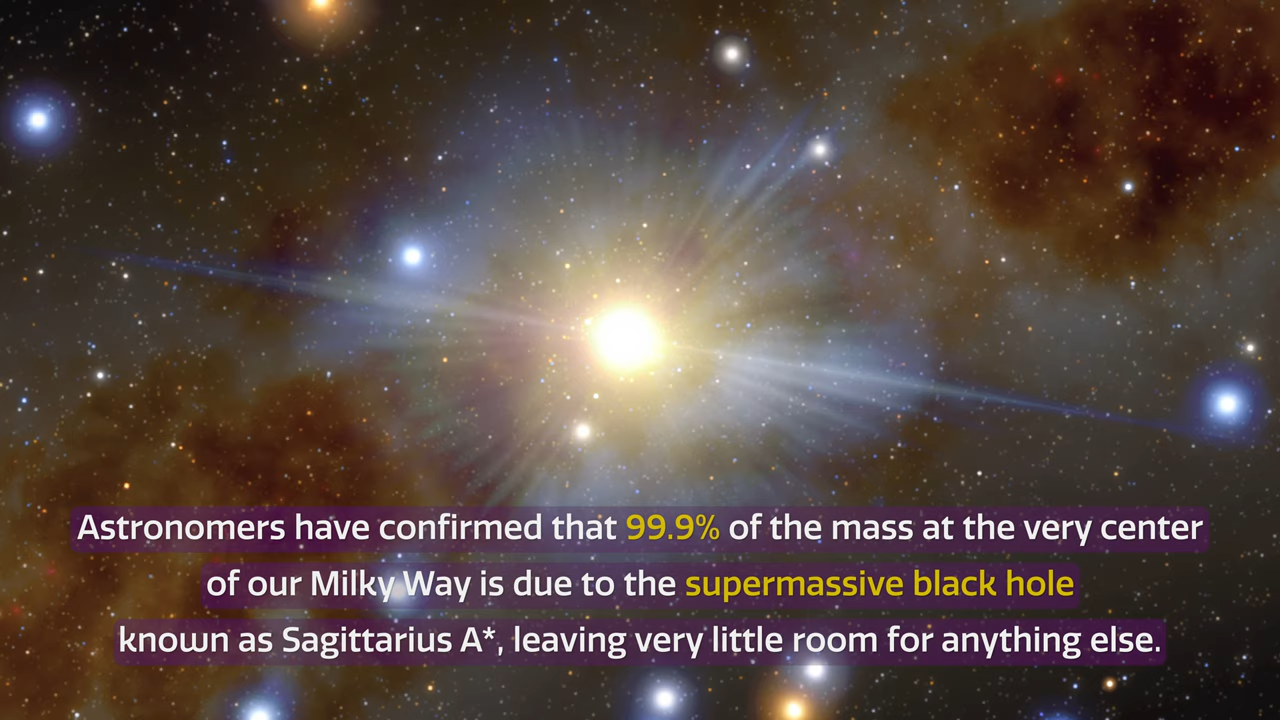 Astronomers have confirmed that 99.9% of the mass at the very center
of our Milky Way is due to the supermassive black hole
known as Sagittarius A*, leaving very little room for anything else.